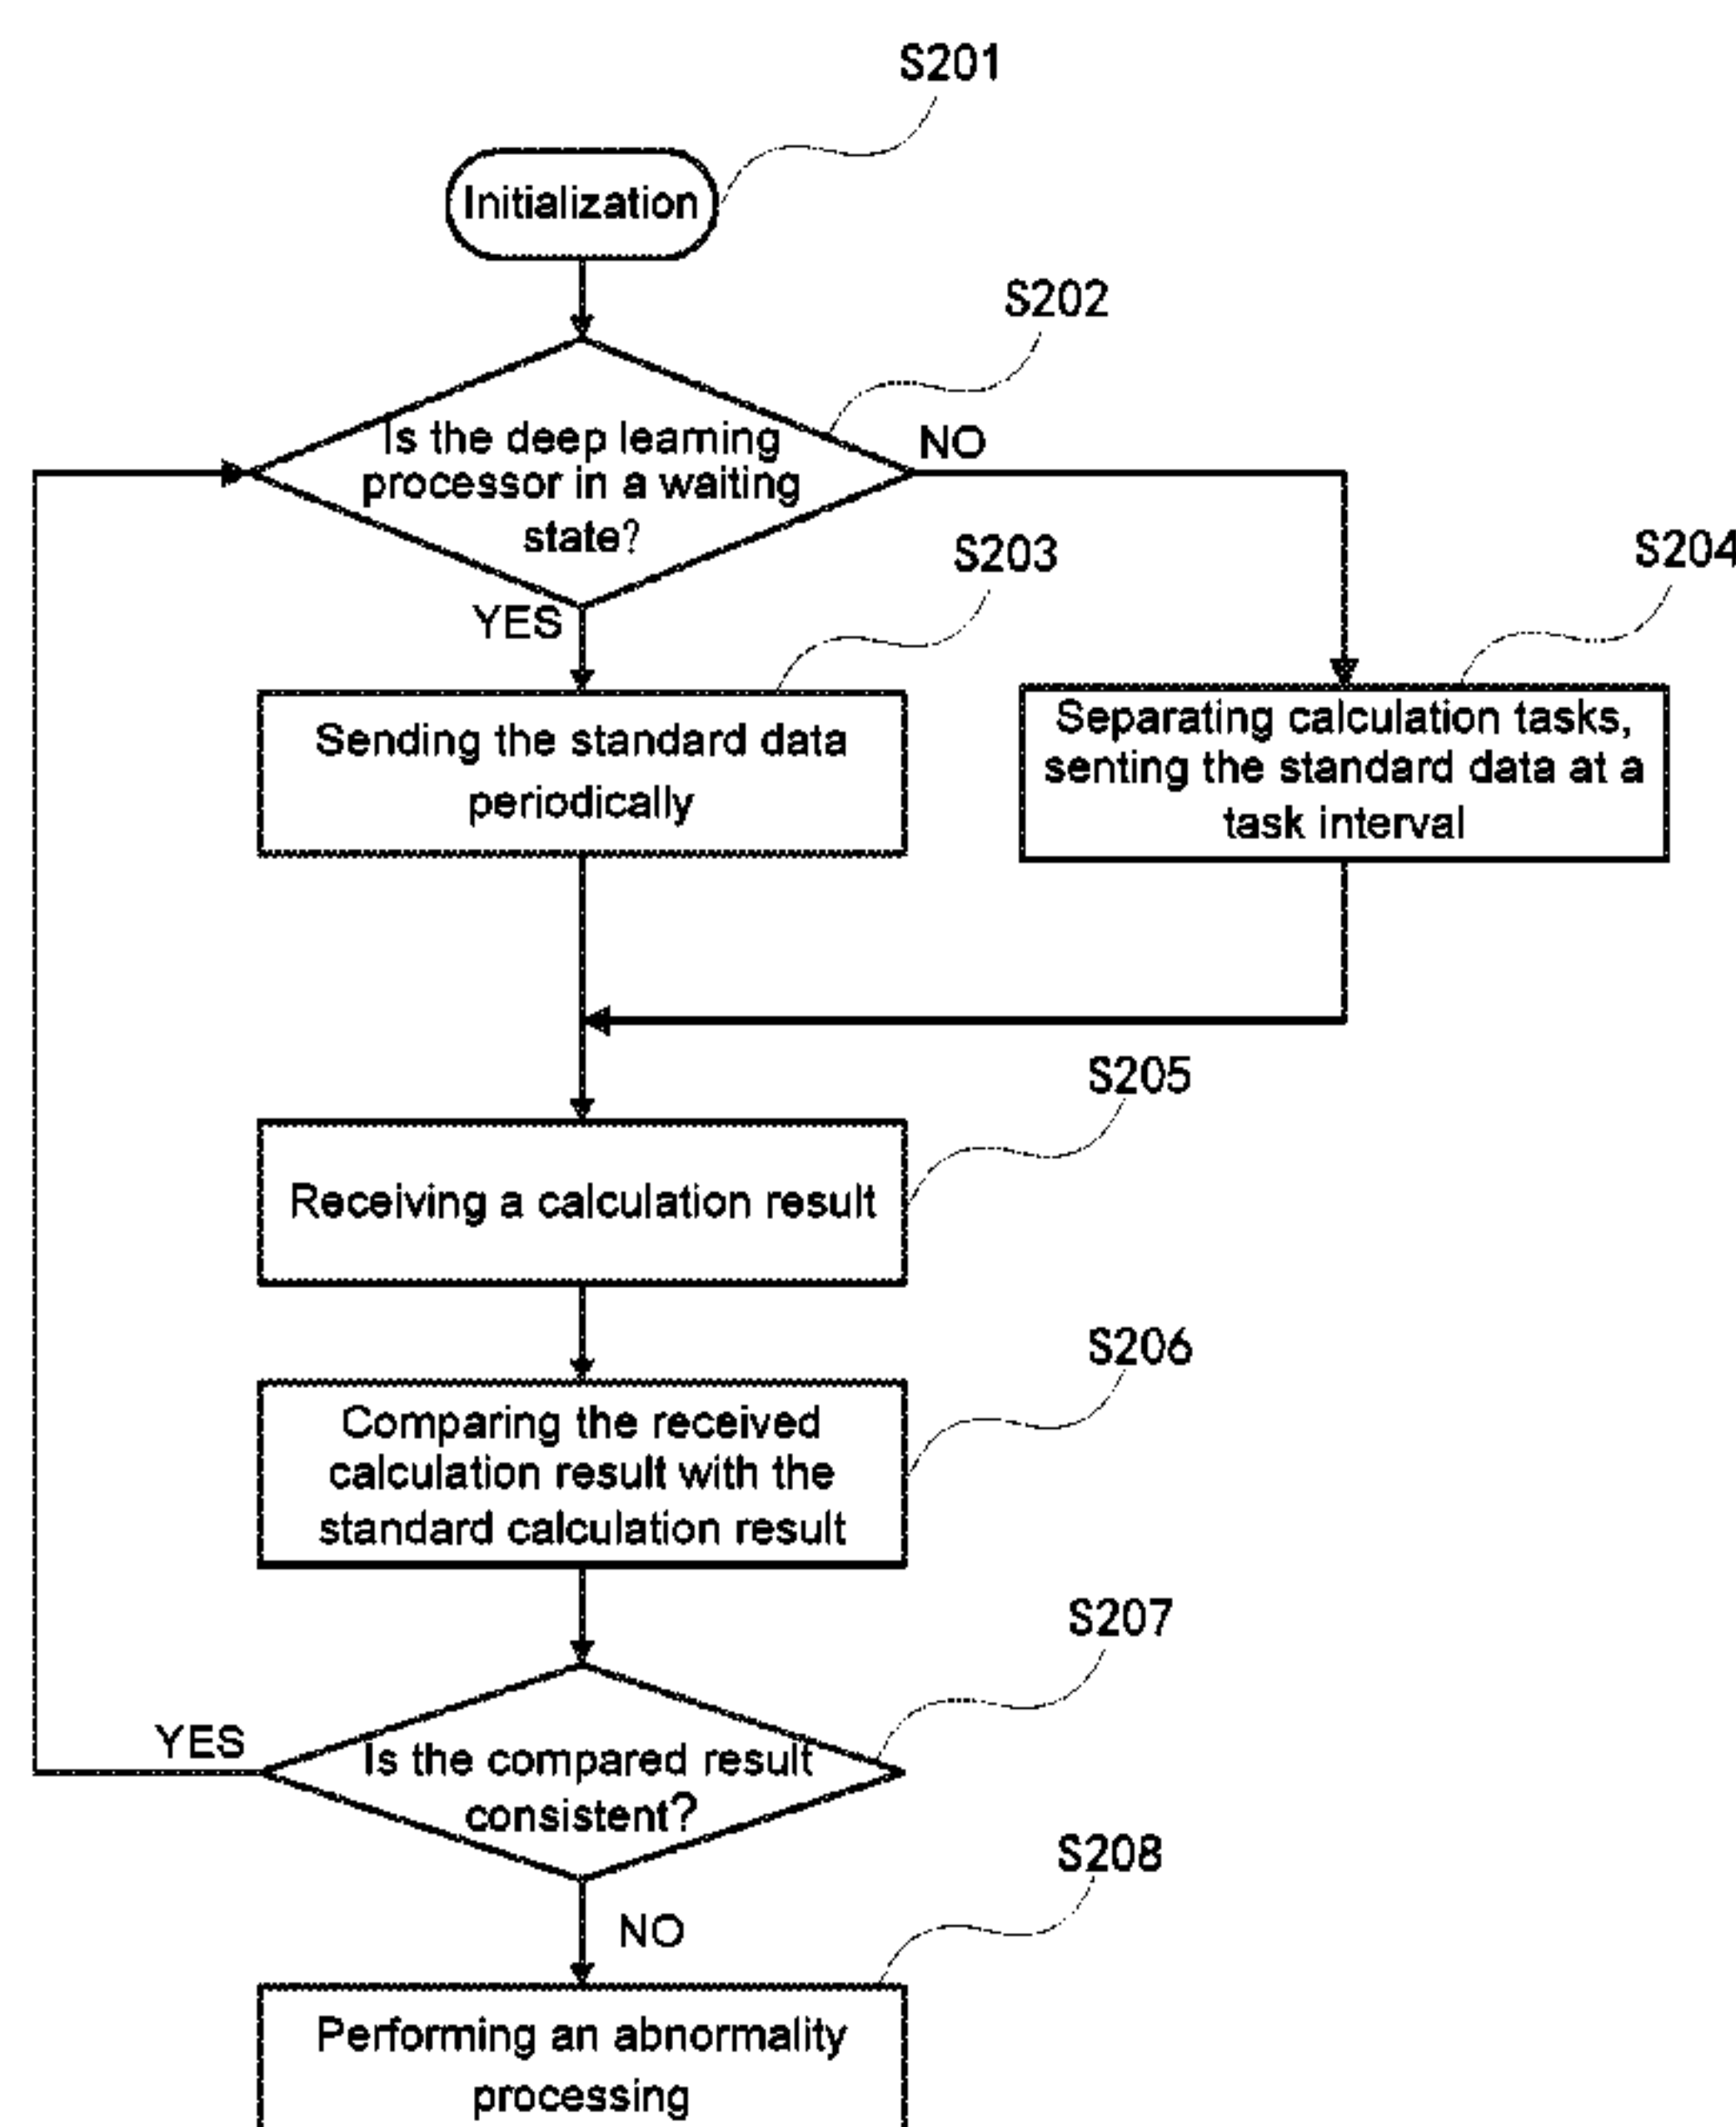 S201
Initialization
S202
Is the deep learning
processor in a waiting
state?
NO
YES
S203
S204
Sending the standard data
periodically
Separating calculation tasks,
senting the standard data at a
task interval
S205
Receiving a calculation result
S206
Comparing the received
calculation result with the
standard calculation result
S207
YES
Is the compared result
consistent?
NO
S208
Performing an abnormality
processing